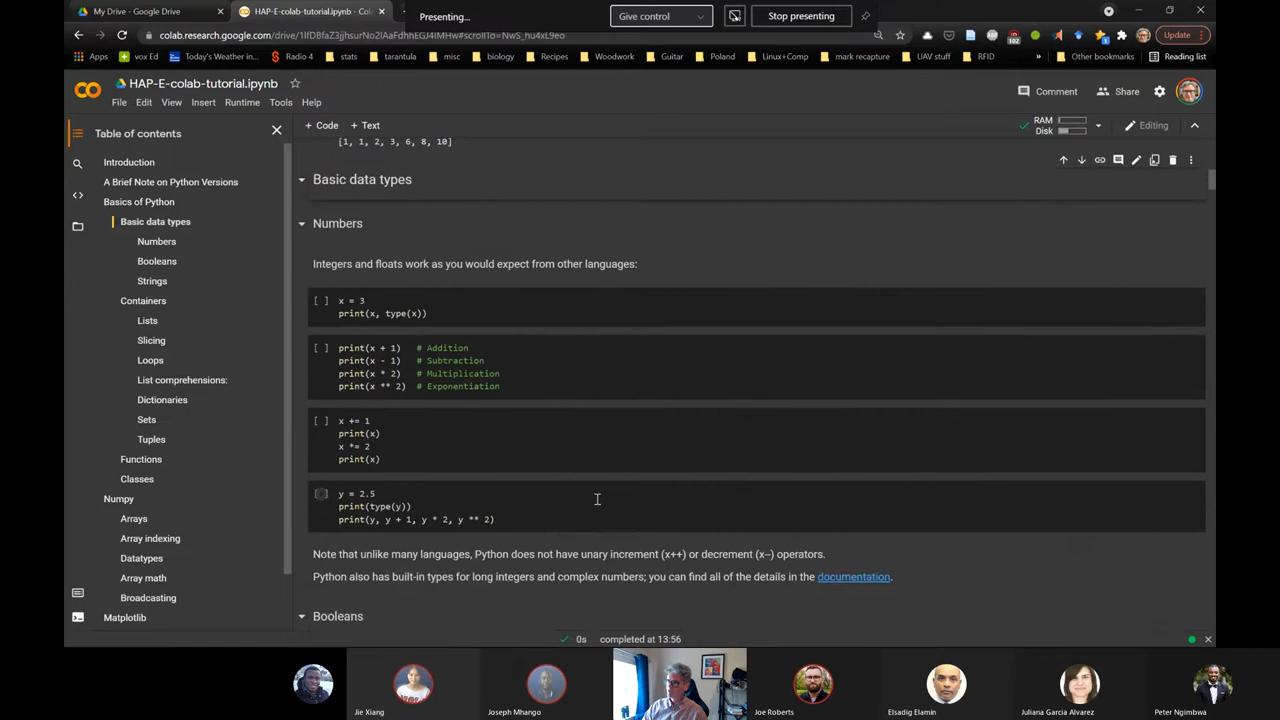 My Drive - Google Drive
HAP-E-colab-tutorial.ipynb - Col
Presenting...
Give control
Stop presenting
Update
Apps
vox Ed
Today's Weather in...
Radio 4
stats
tarantula
misc
biology
Recipes
Woodwork
Guitar
Poland
Linux+Comp
mark recapture
UAV stuff
RFID
»
Other bookmarks
Reading list
HAP-E-colab-tutorial.ipynb
File Edit View Insert Runtime Tools Help
Comment
Share
+ Code + Text
RAM
Disk
Editing
Table of contents
Introduction
A Brief Note on Python Versions
Basics of Python
Basic data types
Numbers
Booleans
Strings
Containers
Lists
Slicing
Loops
List comprehensions:
Dictionaries
Sets
Tuples
Functions
Classes
Numpy
Arrays
Array indexing
Datatypes
Array math
Broadcasting
Matplotlib
[1, 1, 2, 3, 6, 8, 10]
Basic data types
Numbers
Integers and floats work as you would expect from other languages:
[ ] x = 3
print(x, type(x))
[ ] print(x + 1) # Addition
print(x - 1) # Subtraction
print(x * 2) # Multiplication
print(x ** 2) # Exponentiation
[ ] x += 1
print(x)
x *= 2
print(x)
[ ] y = 2.5
print(type(y))
print(y, y + 1, y * 2, y ** 2)
Note that unlike many languages, Python does not have unary increment (x++) or decrement (x--) operators.
Python also has built-in types for long integers and complex numbers; you can find all of the details in the documentation.
Booleans
0s completed at 13:56
Jie Xiang
Joseph Mhango
Joe Roberts
Elsadig Elamin
Juliana Garcia Alvarez
Peter Ngimbwa